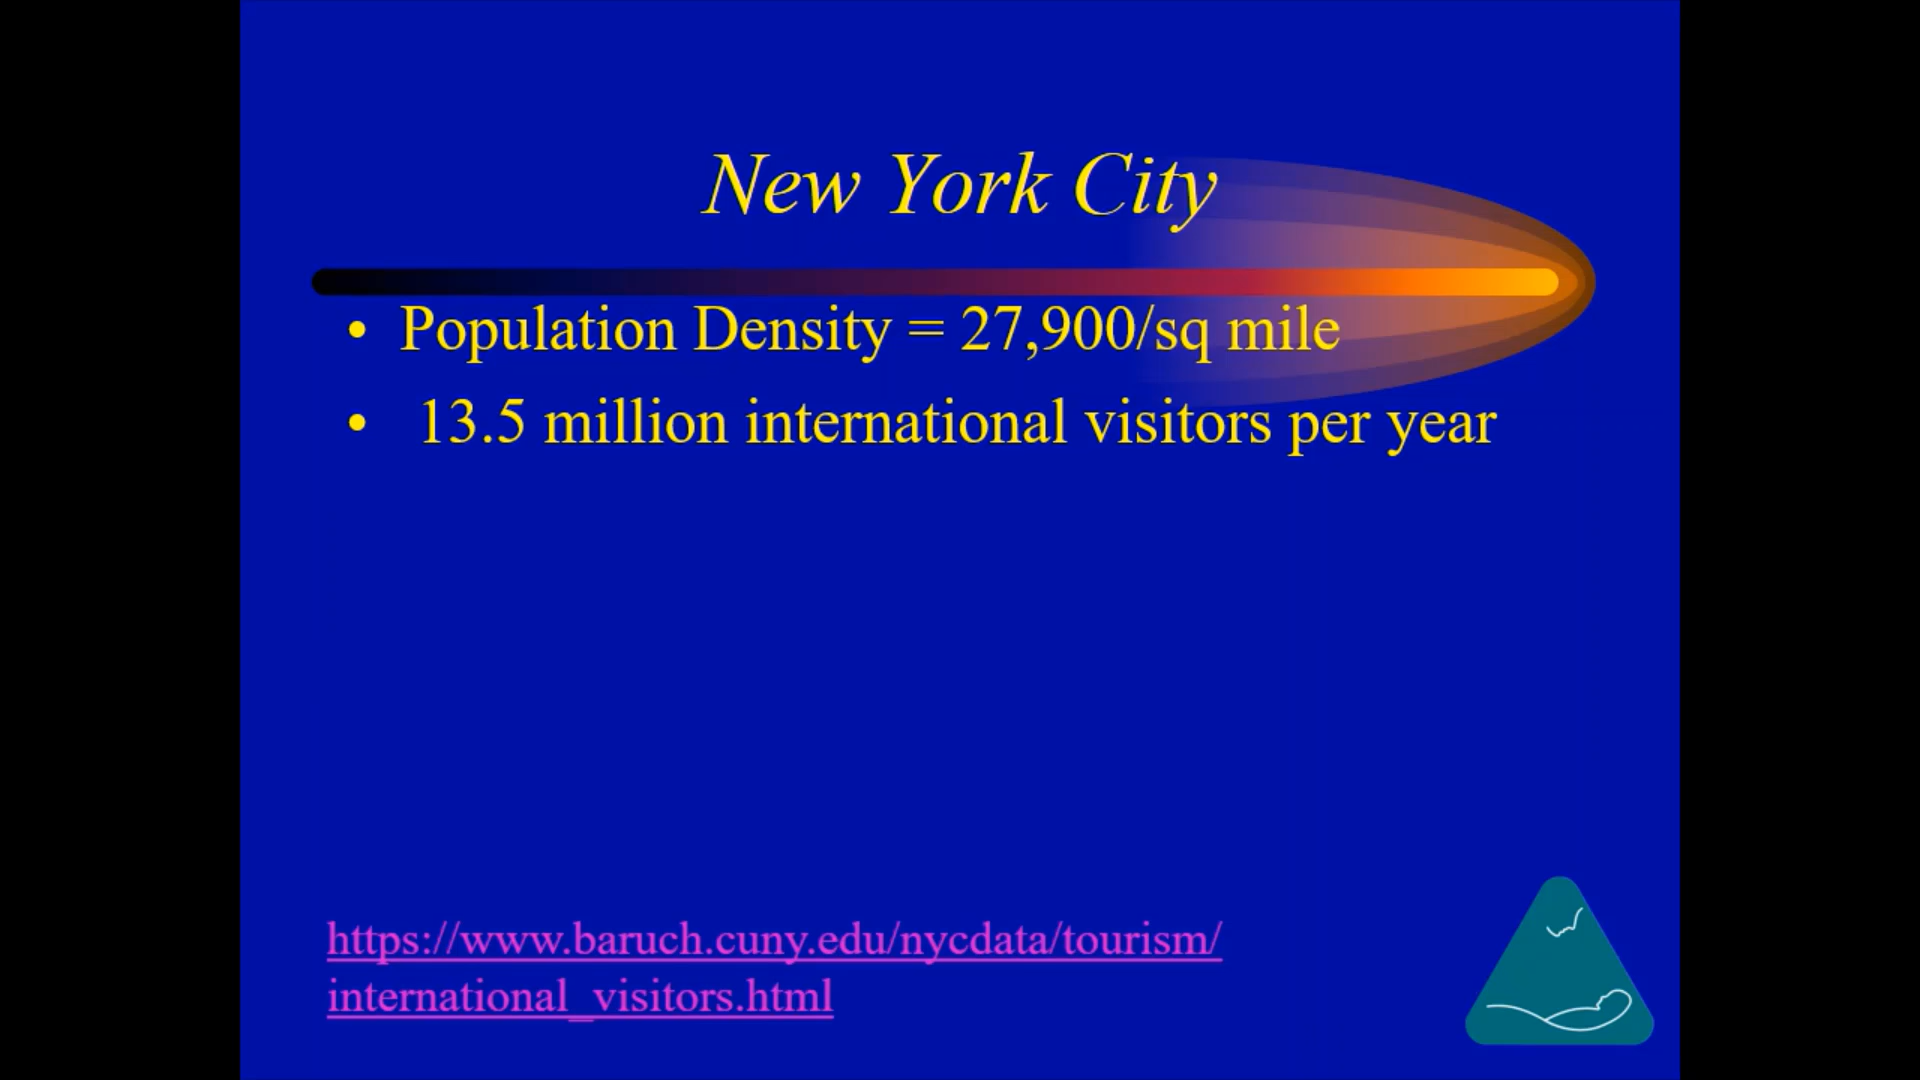 New York City
• Population Density = 27,900/sq mile
• 13.5 million international visitors per year
https://www.baruch.cuny.edu/nycdata/tourism/
international_visitors.html